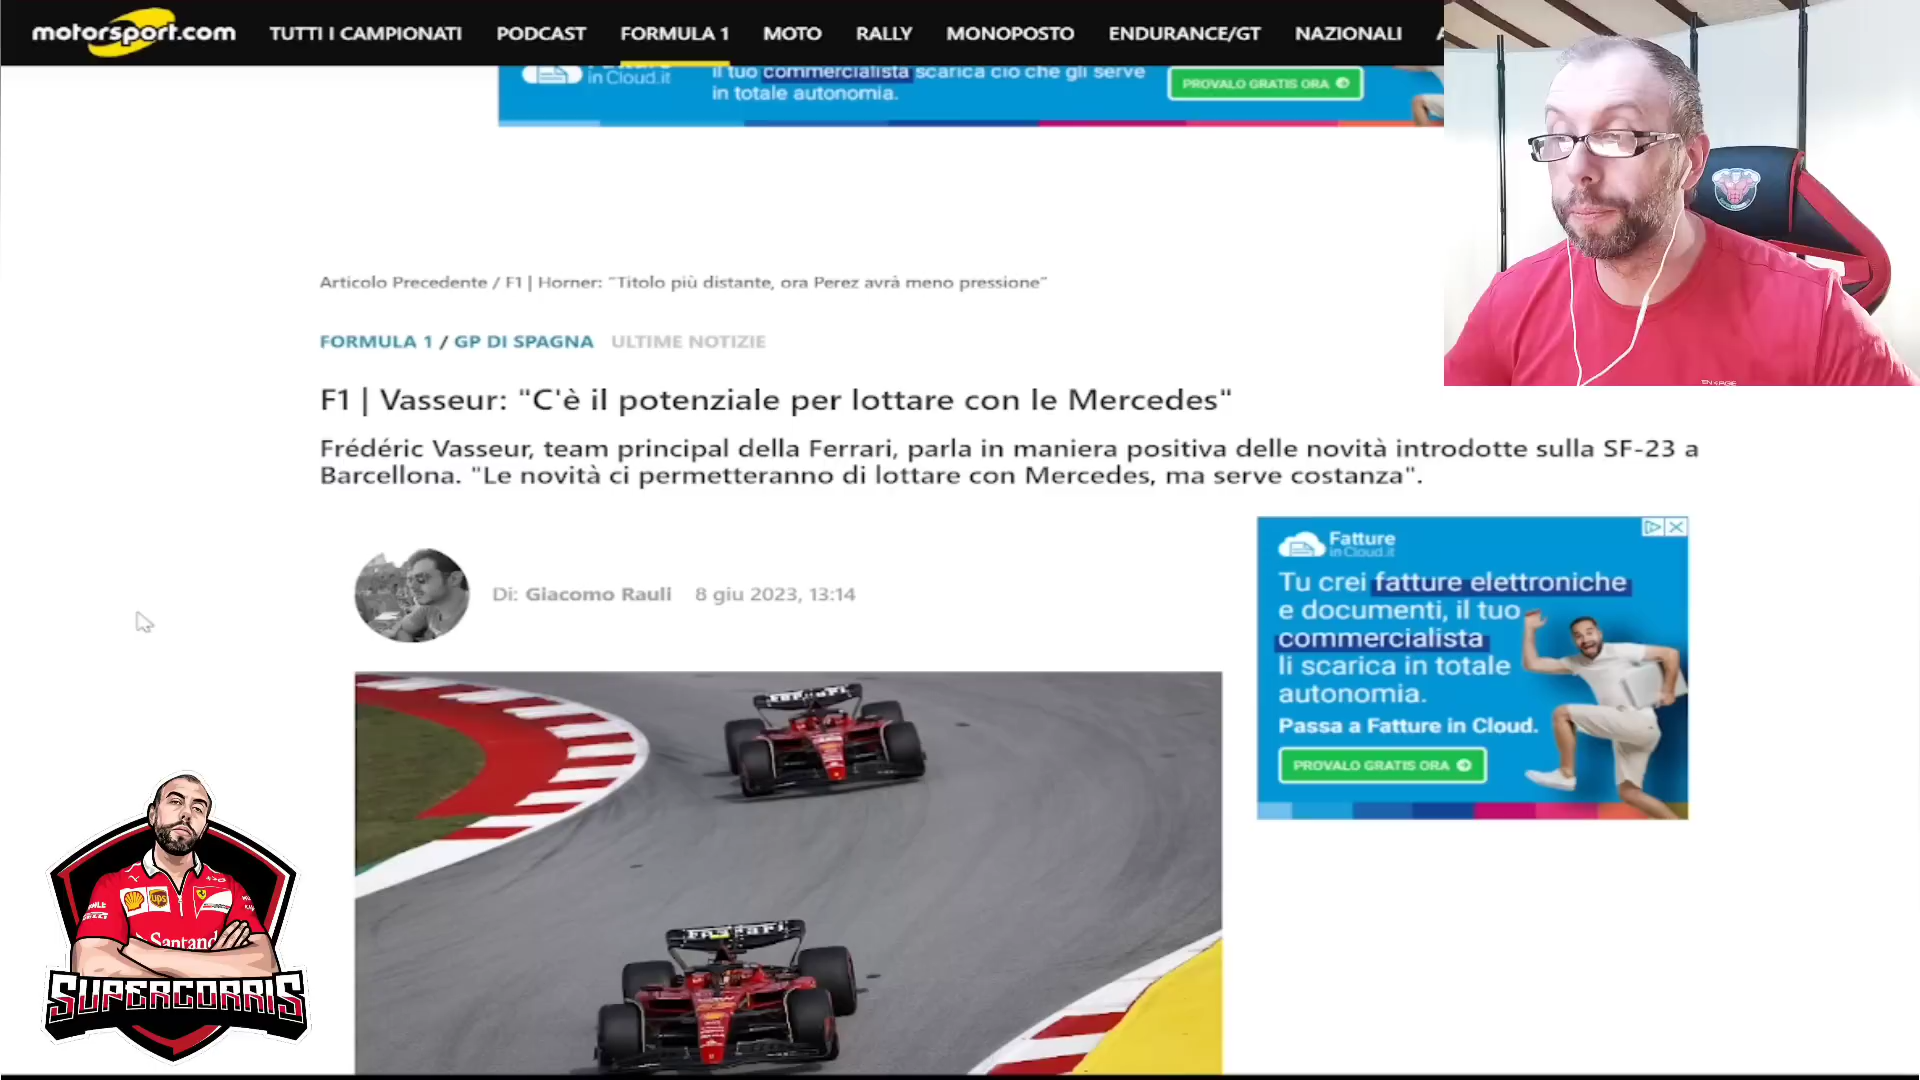 motorsport.com TUTTI I CAMPIONATI PODCAST FORMULA 1 MOTO RALLY MONOPOSTO ENDURANCE/GT NAZIONALI
in Cloud.it
il tuo commercialista scarica ciò che gli serve
in totale autonomia.
PROVALO GRATIS ORA
Articolo Precedente / F1 | Horner: "Titolo più distante, ora Perez avrà meno pressione"
FORMULA 1 / GP DI SPAGNA ULTIME NOTIZIE
F1 | Vasseur: "C'è il potenziale per lottare con le Mercedes"
Frédéric Vasseur, team principal della Ferrari, parla in maniera positiva delle novità introdotte sulla SF-23 a
Barcellona. "Le novità ci permetteranno di lottare con Mercedes, ma serve costanza".
Di: Giacomo Rauli 8 giu 2023, 13:14
Fatture
in Cloud.it
Tu crei fatture elettroniche
e documenti, il tuo
commercialista
li scarica in totale
autonomia.
Passa a Fatture in Cloud.
PROVALO GRATIS ORA
ups
Santand
SUPERCORRIS